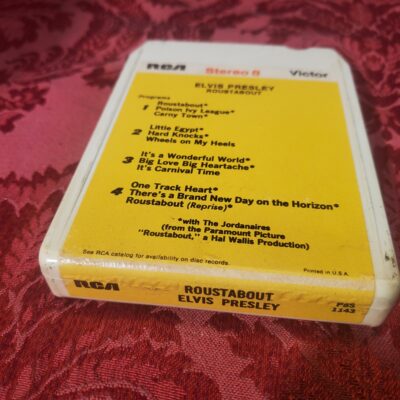 RCA Stereo 8 Victor
ELVIS PRESLEY
ROUSTABOUT
Programs
1 Roustabout*
Poison Ivy League*
Carny Town*
2 Little Egypt*
Hard Knocks*
Wheels on My Heels
3 It's a Wonderful World*
Big Love Big Heartache*
It's Carnival Time
4 One Track Heart*
There's a Brand New Day on the Horizon*
Roustabout (Reprise)*
*with The Jordanaires
(from the Paramount Picture
"Roustabout," a Hal Wallis Production)
See RCA catalog for availability on disc records.
Printed in U.S.A.
RCA ROUSTABOUT P8S
ELVIS PRESLEY 1143